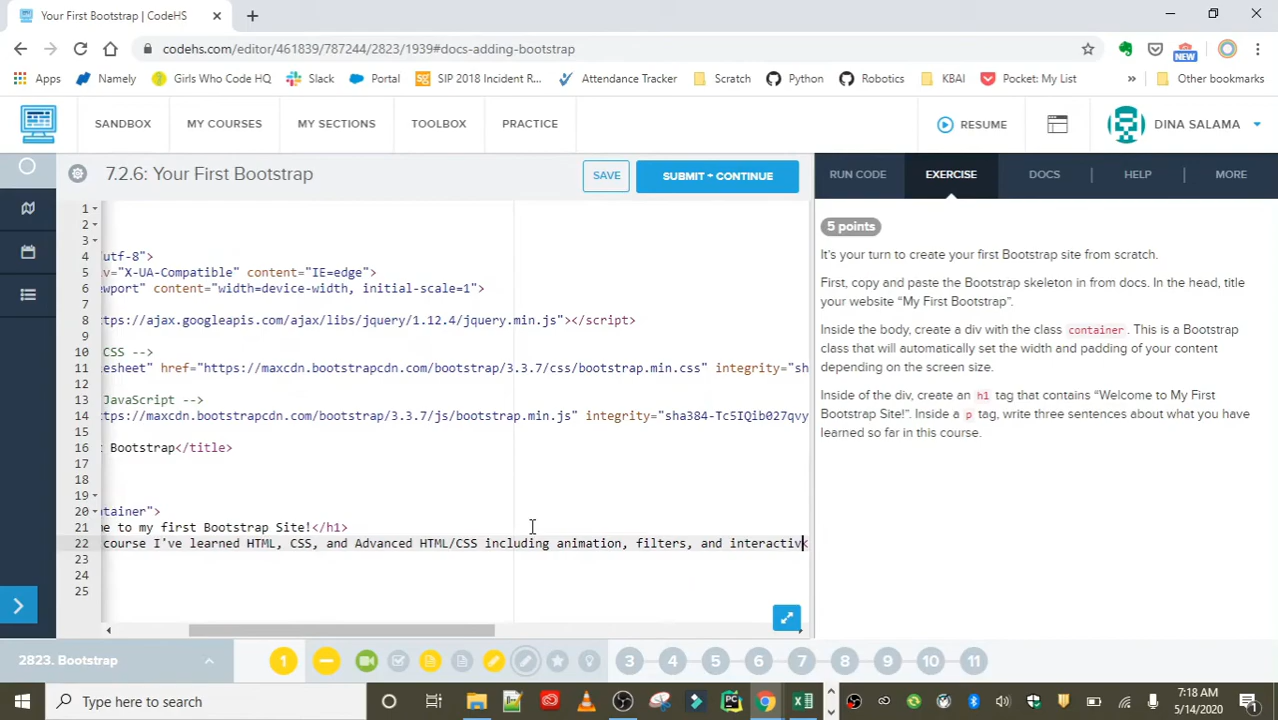 Your First Bootstrap | CodeHS
codehs.com/editor/461839/787244/2823/1939#docs-adding-bootstrap
NEW
Apps Namely Girls Who Code HQ Slack Portal SIP 2018 Incident R... Attendance Tracker Scratch Python Robotics KBAI Pocket: My List » Other bookmarks
SANDBOX MY COURSES MY SECTIONS TOOLBOX PRACTICE RESUME DINA SALAMA
7.2.6: Your First Bootstrap SAVE SUBMIT + CONTINUE RUN CODE EXERCISE DOCS HELP MORE
1
2
3
4 utf-8">
5 iv="X-UA-Compatible" content="IE=edge">
6 ewport" content="width=device-width, initial-scale=1">
7
8 ttps://ajax.googleapis.com/ajax/libs/jquery/1.12.4/jquery.min.js"></script>
9
10 CSS -->
11 lesheet" href="https://maxcdn.bootstrapcdn.com/bootstrap/3.3.7/css/bootstrap.min.css" integrity="sh
12
13 JavaScript -->
14 ttps://maxcdn.bootstrapcdn.com/bootstrap/3.3.7/js/bootstrap.min.js" integrity="sha384-Tc5IQib027qvy
15
16 t Bootstrap</title>
17
18
19
20 ntainer">
21 me to my first Bootstrap Site!</h1>
22 course I've learned HTML, CSS, and Advanced HTML/CSS including animation, filters, and interactiv<
23
24
25
5 points
It's your turn to create your first Bootstrap site from scratch.
First, copy and paste the Bootstrap skeleton in from docs. In the head, title
your website “My First Bootstrap”.
Inside the body, create a div with the class container. This is a Bootstrap
class that will automatically set the width and padding of your content
depending on the screen size.
Inside of the div, create an h1 tag that contains “Welcome to My First
Bootstrap Site!”. Inside a p tag, write three sentences about what you have
learned so far in this course.
2823. Bootstrap 1 3 4 5 6 7 8 9 10 11
Type here to search
7:18 AM
5/14/2020
1